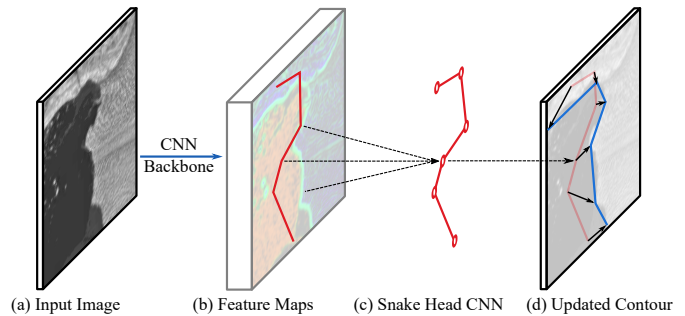 CNN
Backbone
(a) Input Image
(b) Feature Maps
(c) Snake Head CNN
(d) Updated Contour